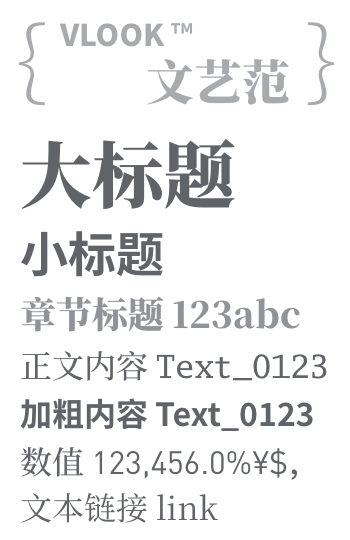 { VLOOK™
文艺范 }
大标题
小标题
章节标题 123abc
正文内容 Text_0123
加粗内容 Text_0123
数值 123,456.0%¥$,
文本链接 link